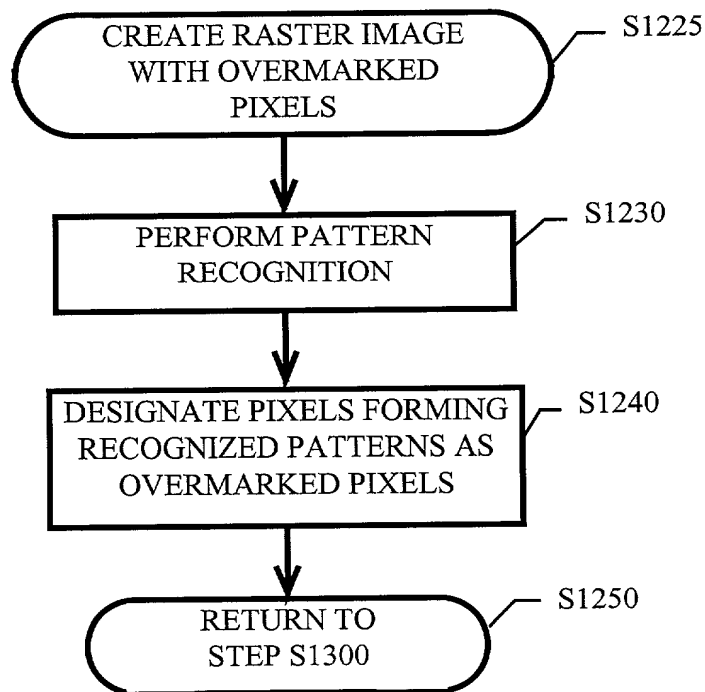 CREATE RASTER IMAGE
WITH OVERMARKED
PIXELS
S1225
PERFORM PATTERN
RECOGNITION
S1230
DESIGNATE PIXELS FORMING
RECOGNIZED PATTERNS AS
OVERMARKED PIXELS
S1240
RETURN TO
STEP S1300
S1250